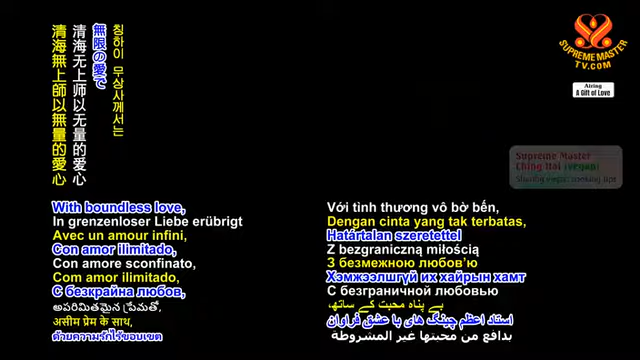 清海無上師以無量的愛心
清海无上师以无量的爱心
無限の愛で
칭하이 무상사께서는
SUPREME MASTER
TV.COM
Airing
A Gift of Love
Supreme Master
Ching Hai (vegan)
With boundless love,
In grenzenloser Liebe erübrigt
Avec un amour infini,
Con amor ilimitado,
Con amore sconfinato,
Com amor ilimitado,
С безкрайна любов,
అపరిమితమైన ప్రేమతో,
असीम प्रेम के साथ,
ด้วยความรักไร้ขอบเขต
Với tình thương vô bờ bến,
Dengan cinta yang tak terbatas,
Határtalan szeretettel
Z bezgraniczną miłością
З безмежною любов'ю
Хэмжээлшгүй их хайрын хамт
С безграничной любовью
بے پناہ محبت کے ساتھ،
استاد اعظم چینگ های با عشق فراوان
بدافع من محبتها غير المشروطة